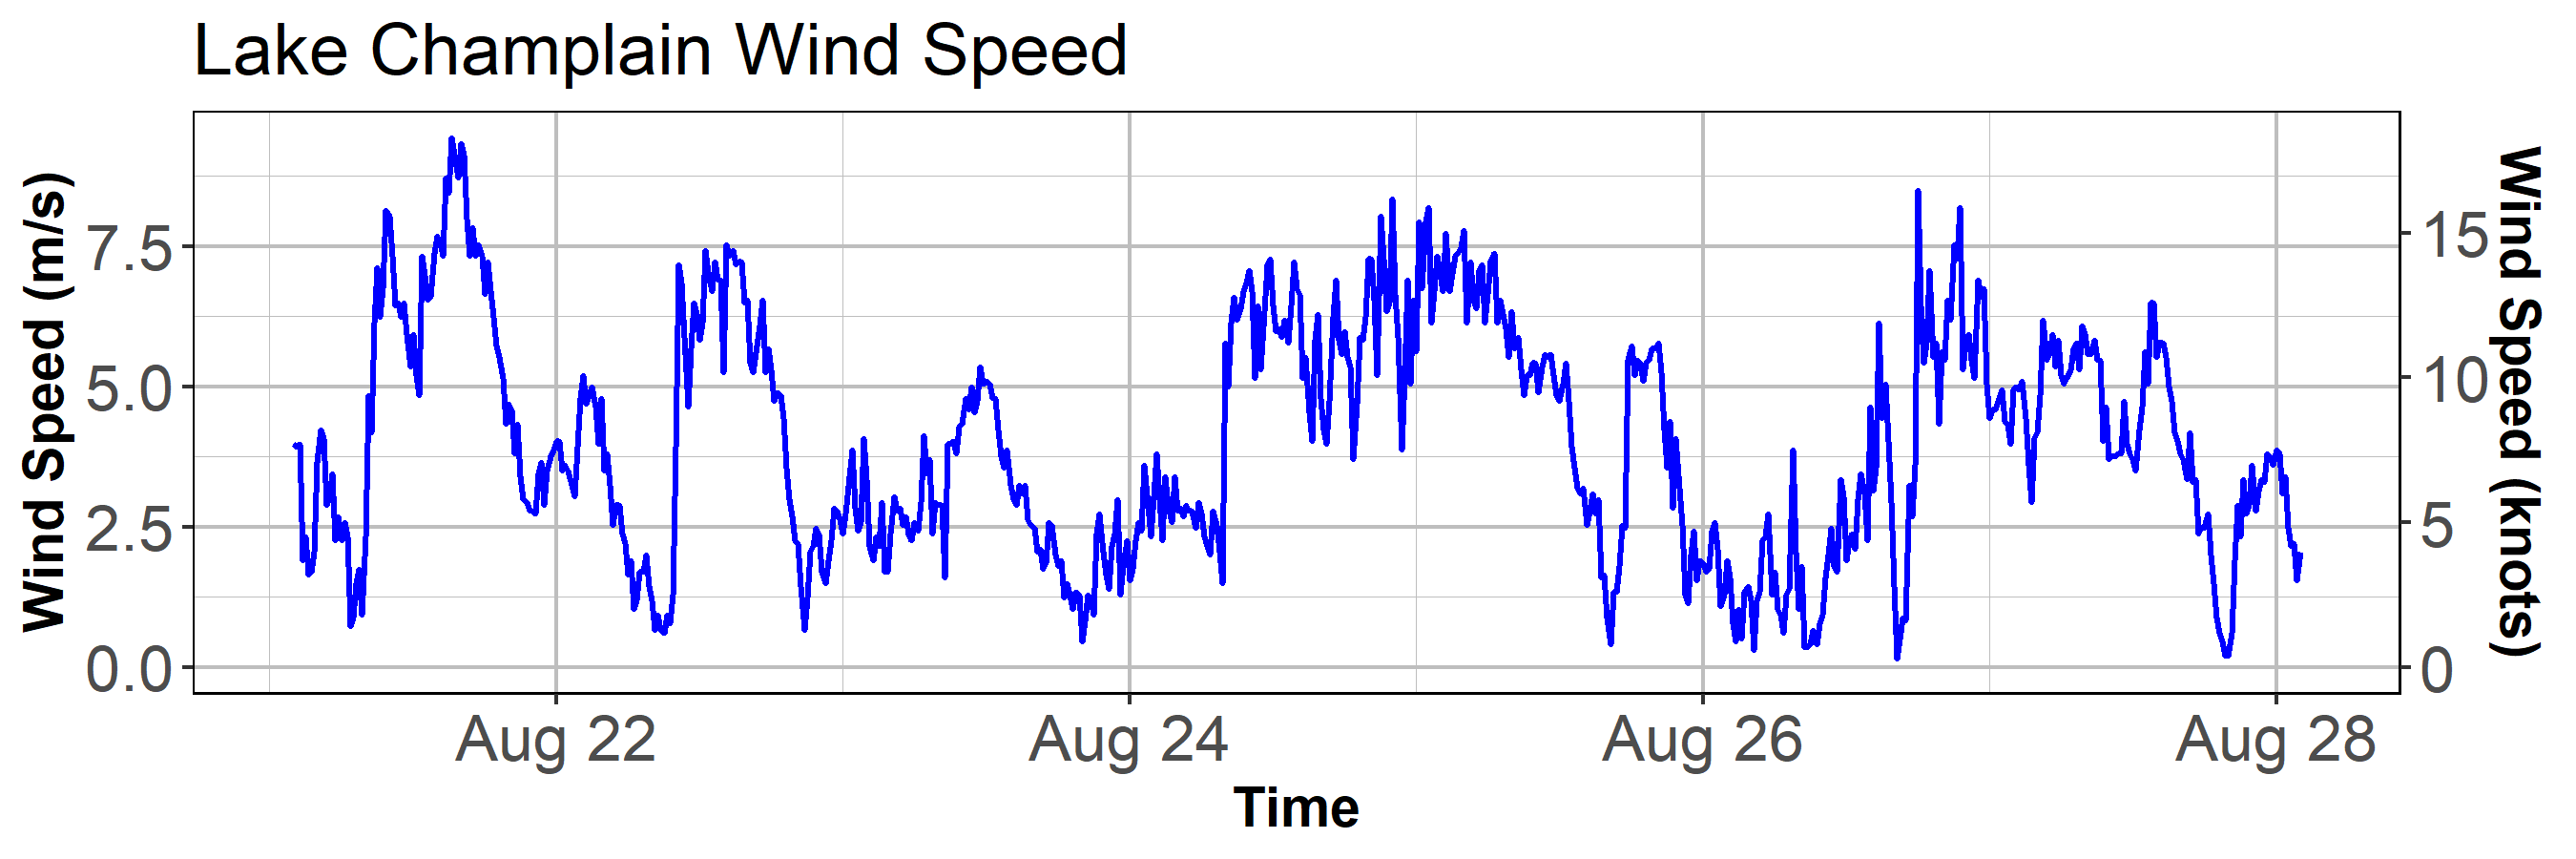 Lake Champlain Wind Speed
Wind Speed (m/s)
7.5
5.0
2.5
0.0
Wind Speed (knots)
15
10
5
0
Aug 22
Aug 24
Aug 26
Aug 28
Time